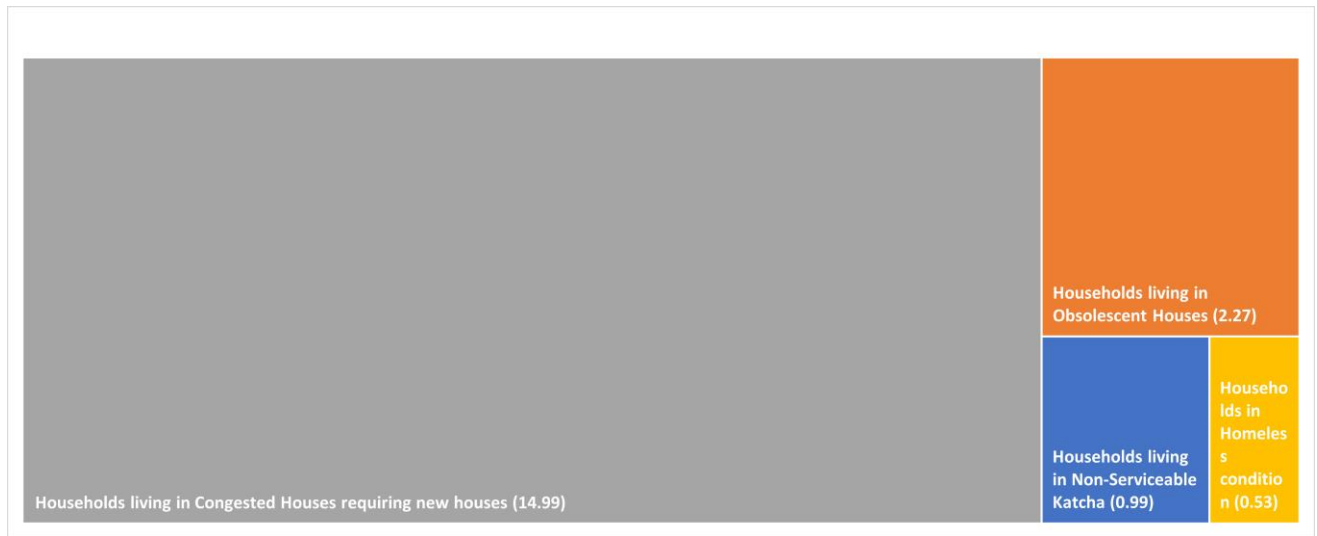 Households living in Congested Houses requiring new houses (14.99)
Households living in
Obsolescent Houses (2.27)
Households living
in Non-Serviceable
Katcha (0.99)
Househo
lds in
Homeles
s
conditio
n (0.53)